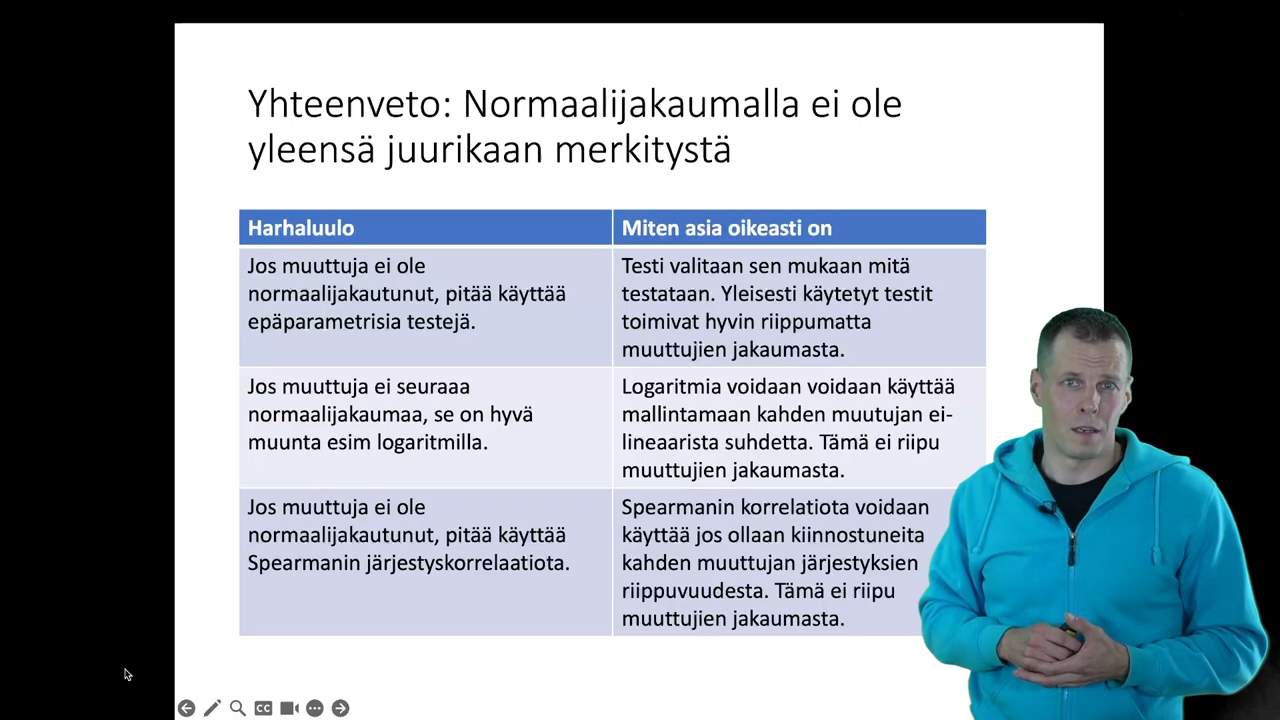 Yhteenveto: Normaalijakaumalla ei ole
yleensä juurikaan merkitystä
Harhaluulo
Miten asia oikeasti on
Jos muuttuja ei ole
normaalijakautunut, pitää käyttää
epäparametrisia testejä.
Testi valitaan sen mukaan mitä
testataan. Yleisesti käytetyt testit
toimivat hyvin riippumatta
muuttujien jakaumasta.
Jos muuttuja ei seuraaa
normaalijakaumaa, se on hyvä
muunta esim logaritmilla.
Logaritmia voidaan voidaan käyttää
mallintamaan kahden muutujan ei-
lineaarista suhdetta. Tämä ei riipu
muuttujien jakaumasta.
Jos muuttuja ei ole
normaalijakautunut, pitää käyttää
Spearmanin järjestyskorrelaatiota.
Spearmanin korrelatiota voidaan
käyttää jos ollaan kiinnostuneita
kahden muuttujan järjestyksien
riippuvuudesta. Tämä ei riipu
muuttujien jakaumasta.
CC